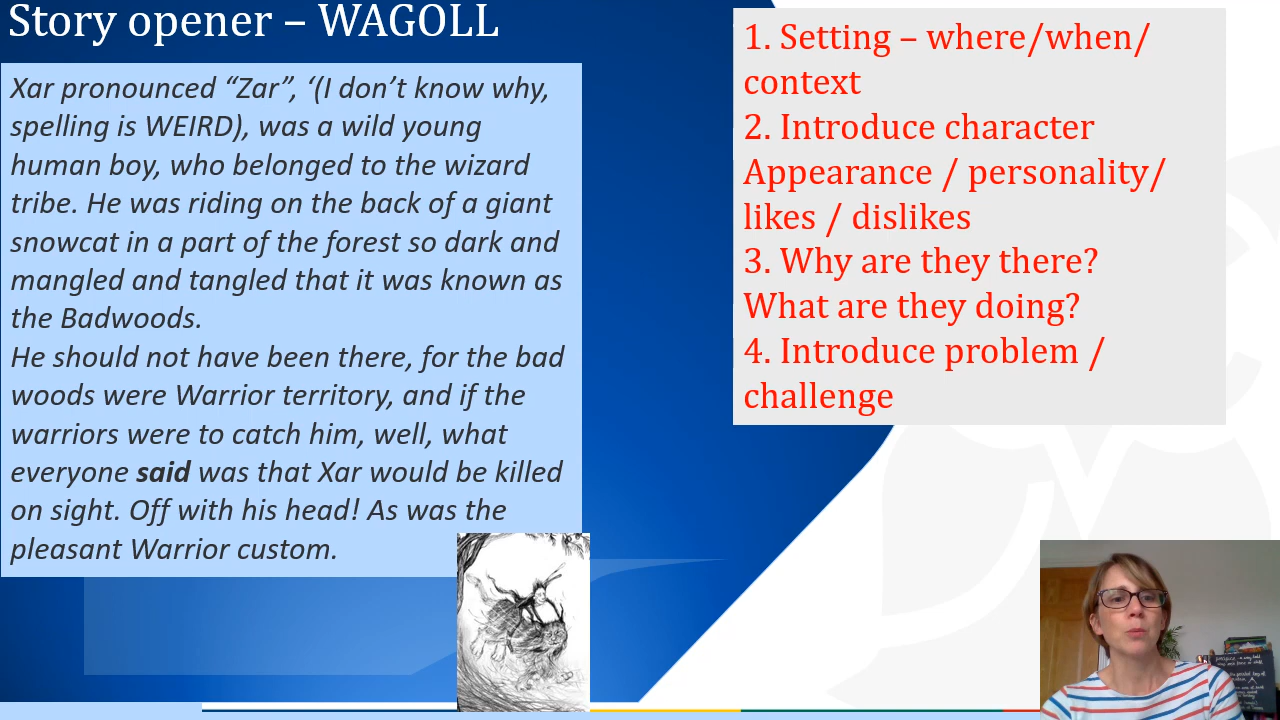 Story opener – WAGOLL
Xar pronounced “Zar”, ‘(I don’t know why,
spelling is WEIRD), was a wild young
human boy, who belonged to the wizard
tribe. He was riding on the back of a giant
snowcat in a part of the forest so dark and
mangled and tangled that it was known as
the Badwoods.
He should not have been there, for the bad
woods were Warrior territory, and if the
warriors were to catch him, well, what
everyone said was that Xar would be killed
on sight. Off with his head! As was the
pleasant Warrior custom.
1. Setting – where/when/
context
2. Introduce character
Appearance / personality/
likes / dislikes
3. Why are they there?
What are they doing?
4. Introduce problem /
challenge